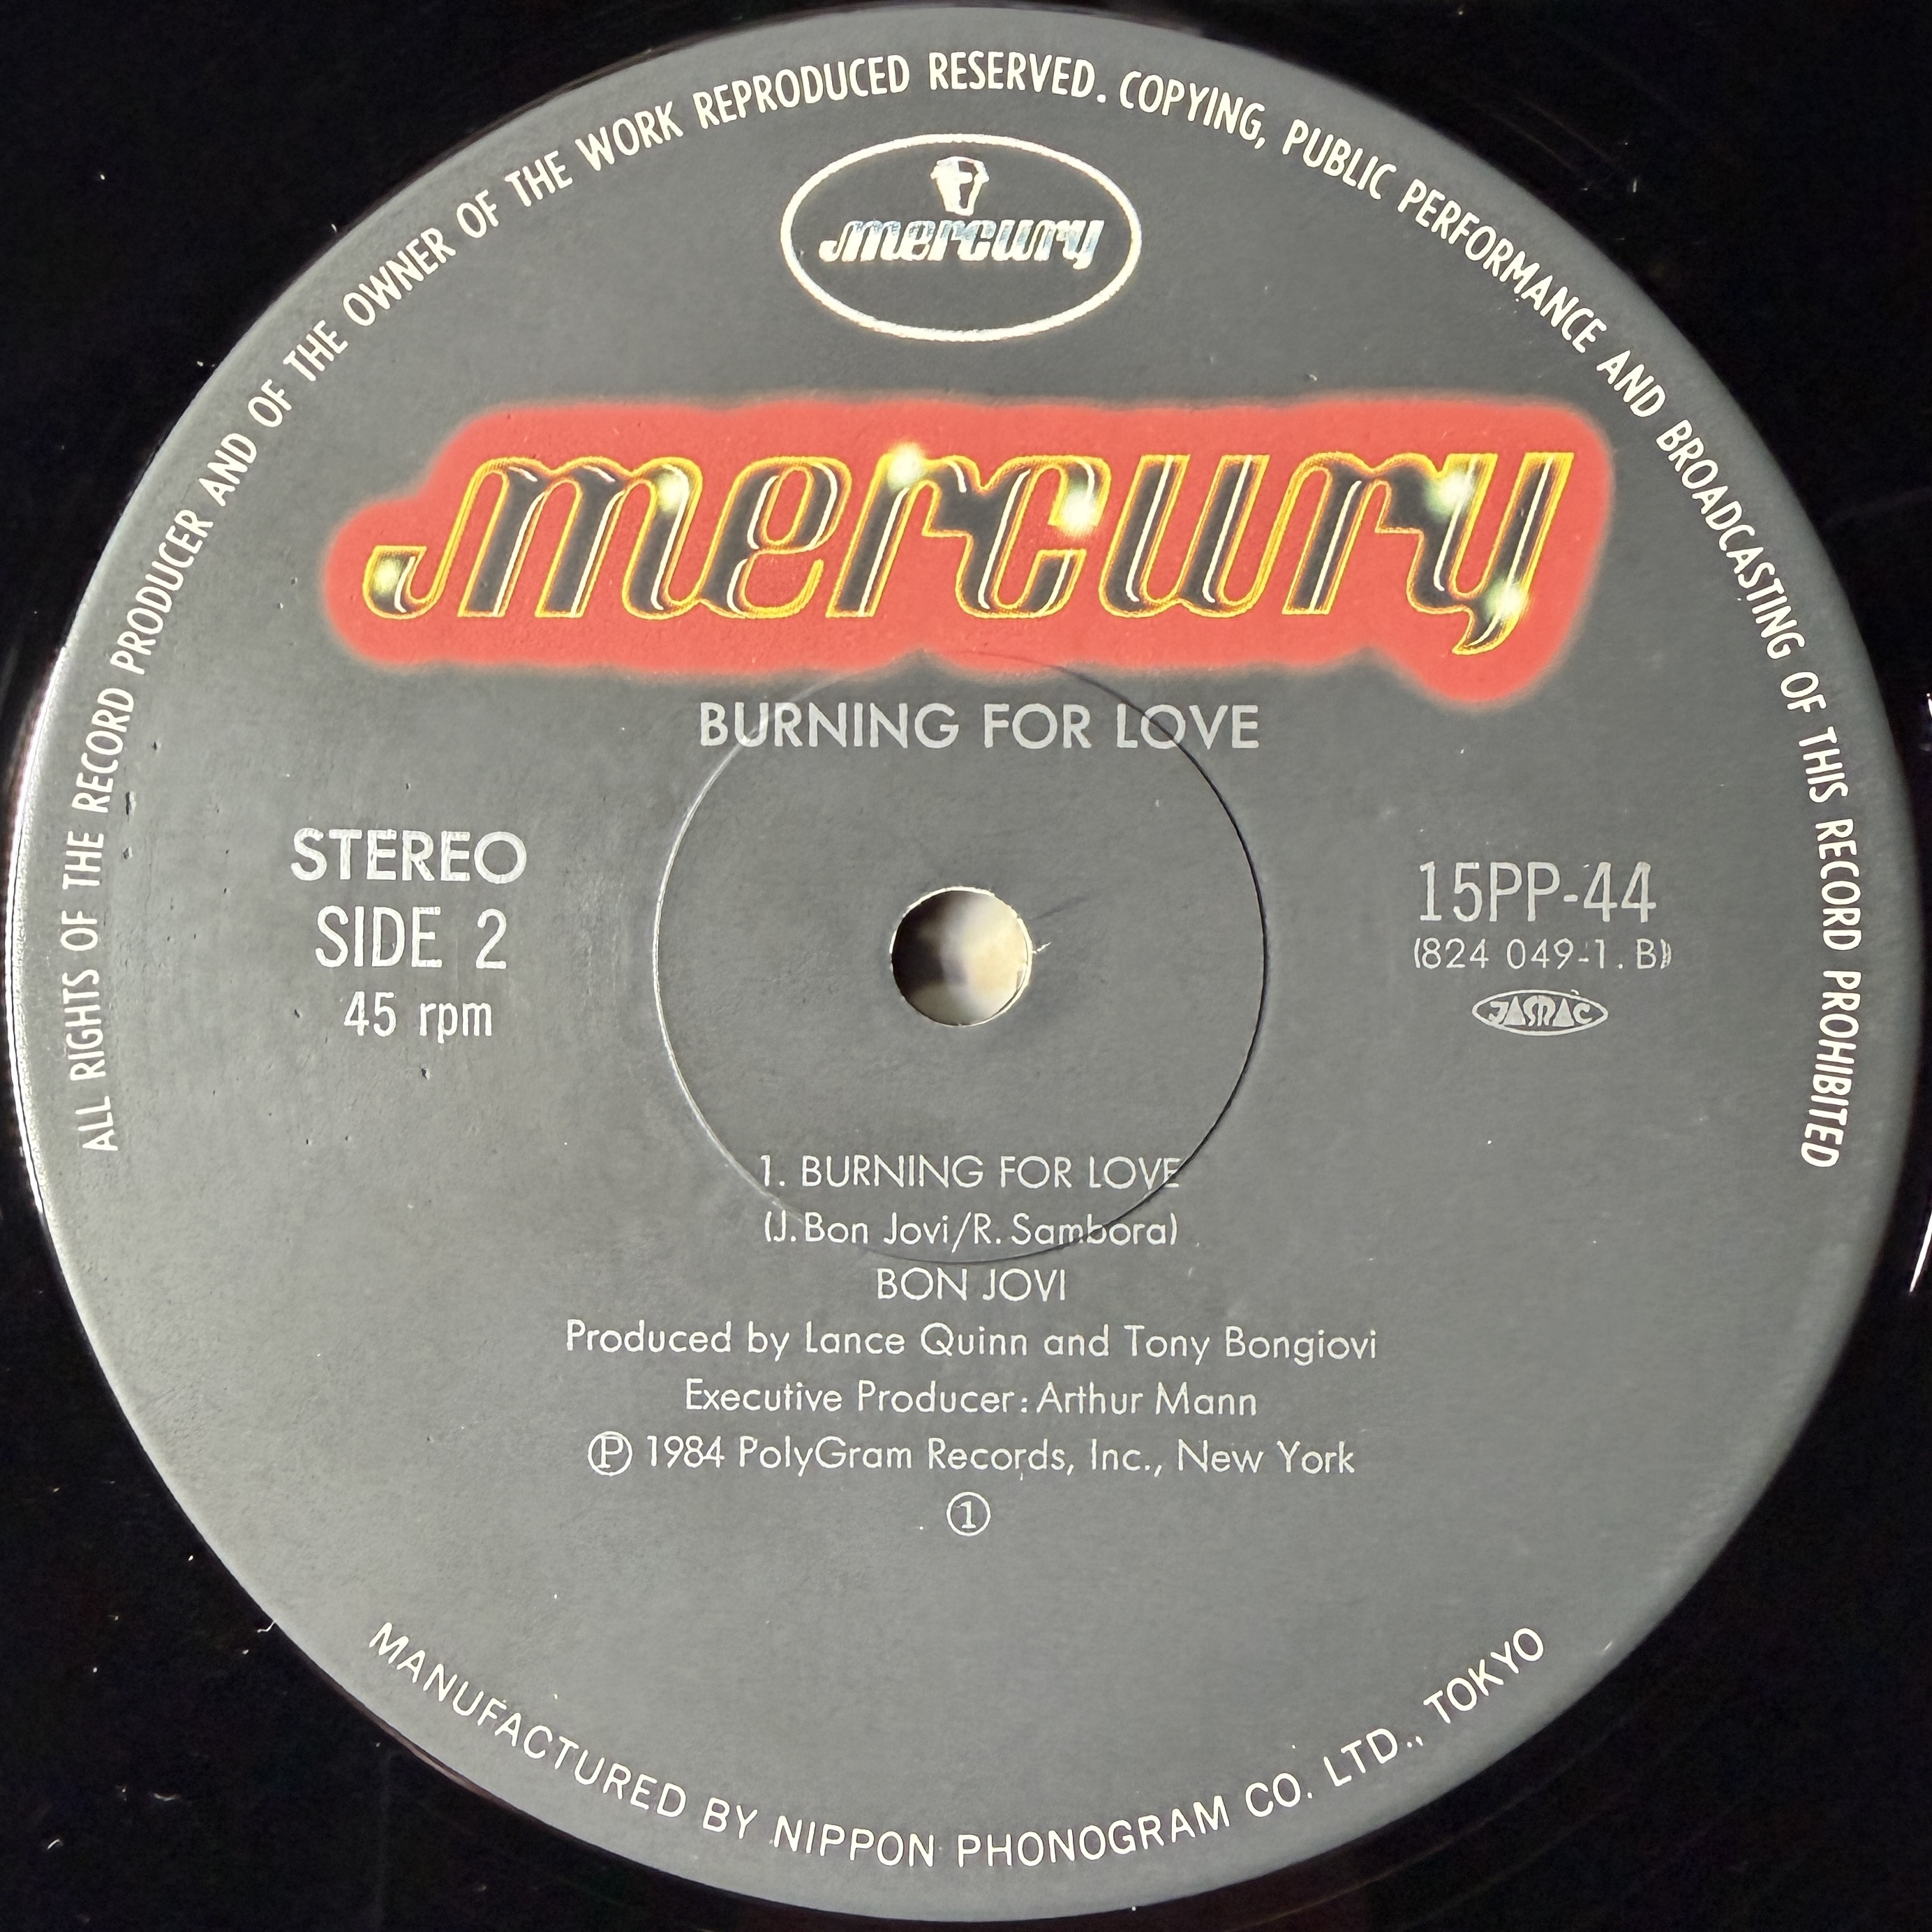 ALL RIGHTS OF THE RECORD PRODUCER AND OF THE OWNER OF THE WORK REPRODUCED RESERVED. COPYING, PUBLIC PERFORMANCE AND BROADCASTING OF THIS RECORD PROHIBITED
mercury
mercury
BURNING FOR LOVE
STEREO
SIDE 2
45 rpm
15PP-44
(824 049-1.B)
JASRAC
1. BURNING FOR LOVE
(J.Bon Jovi/R.Sambora)
BON JOVI
Produced by Lance Quinn and Tony Bongiovi
Executive Producer: Arthur Mann
Ⓟ 1984 PolyGram Records, Inc., New York
①
MANUFACTURED BY NIPPON PHONOGRAM CO. LTD., TOKYO